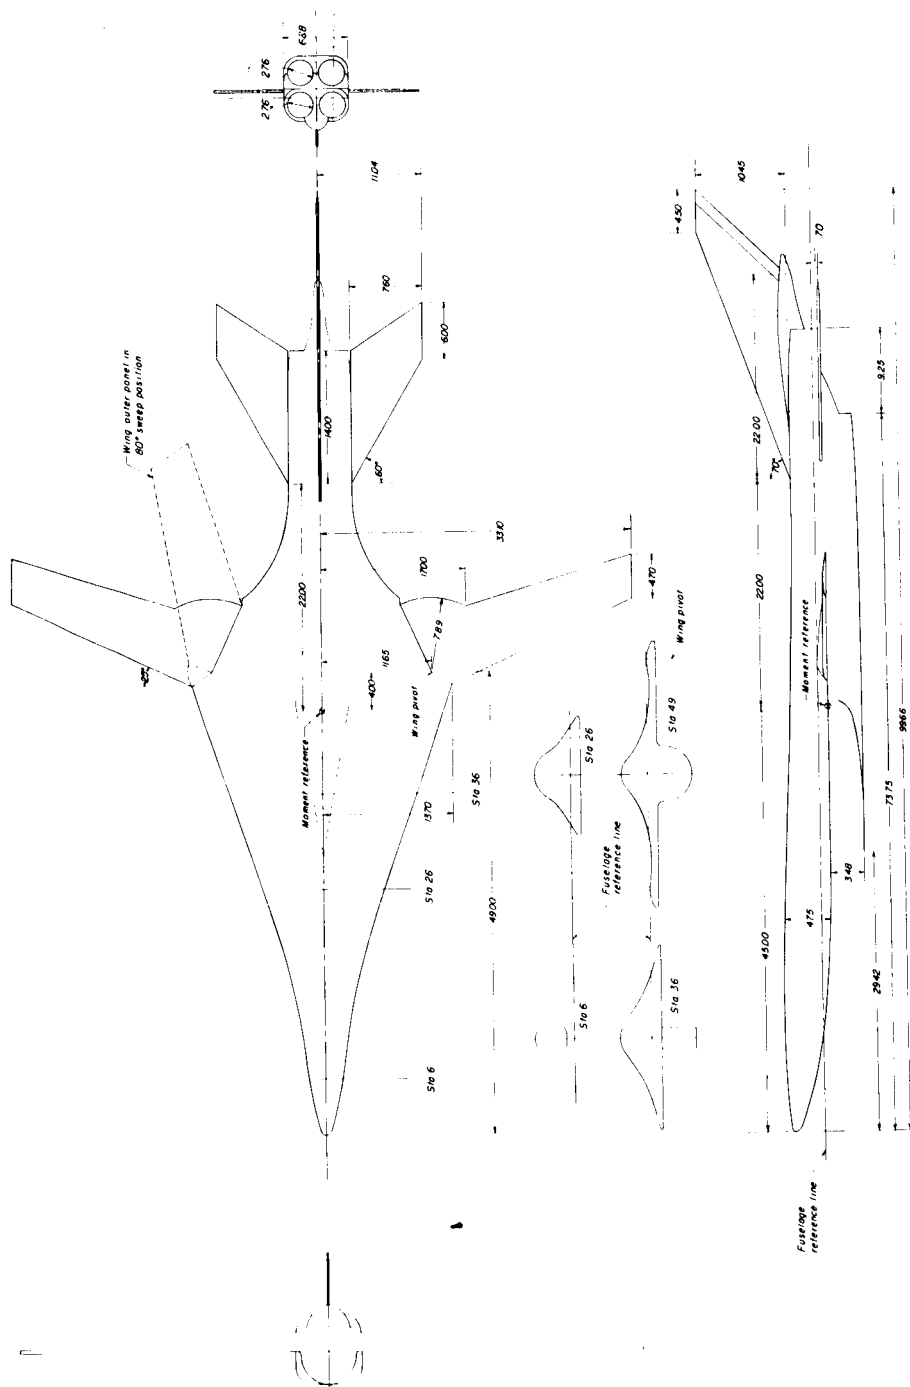 6.68
2.76
2.76
11.04
7.60
6.00
Wing outer panel in
80° sweep position
14.00
60°
22.00
33.10
17.00
4.70
7.89
Wing pivot
25°
11.65
4.00
Wing pivot
Moment reference
Sta 26
Sta 49
Sta 36
13.70
Fuselage
reference line
Sta 26
49.00
Sta 6
Sta 36
Sta 6
10.45
4.50
.70
9.25
22.00
70°
22.00
Moment reference
99.66
73.75
3.48
4.75
45.00
29.42
Fuselage
reference line